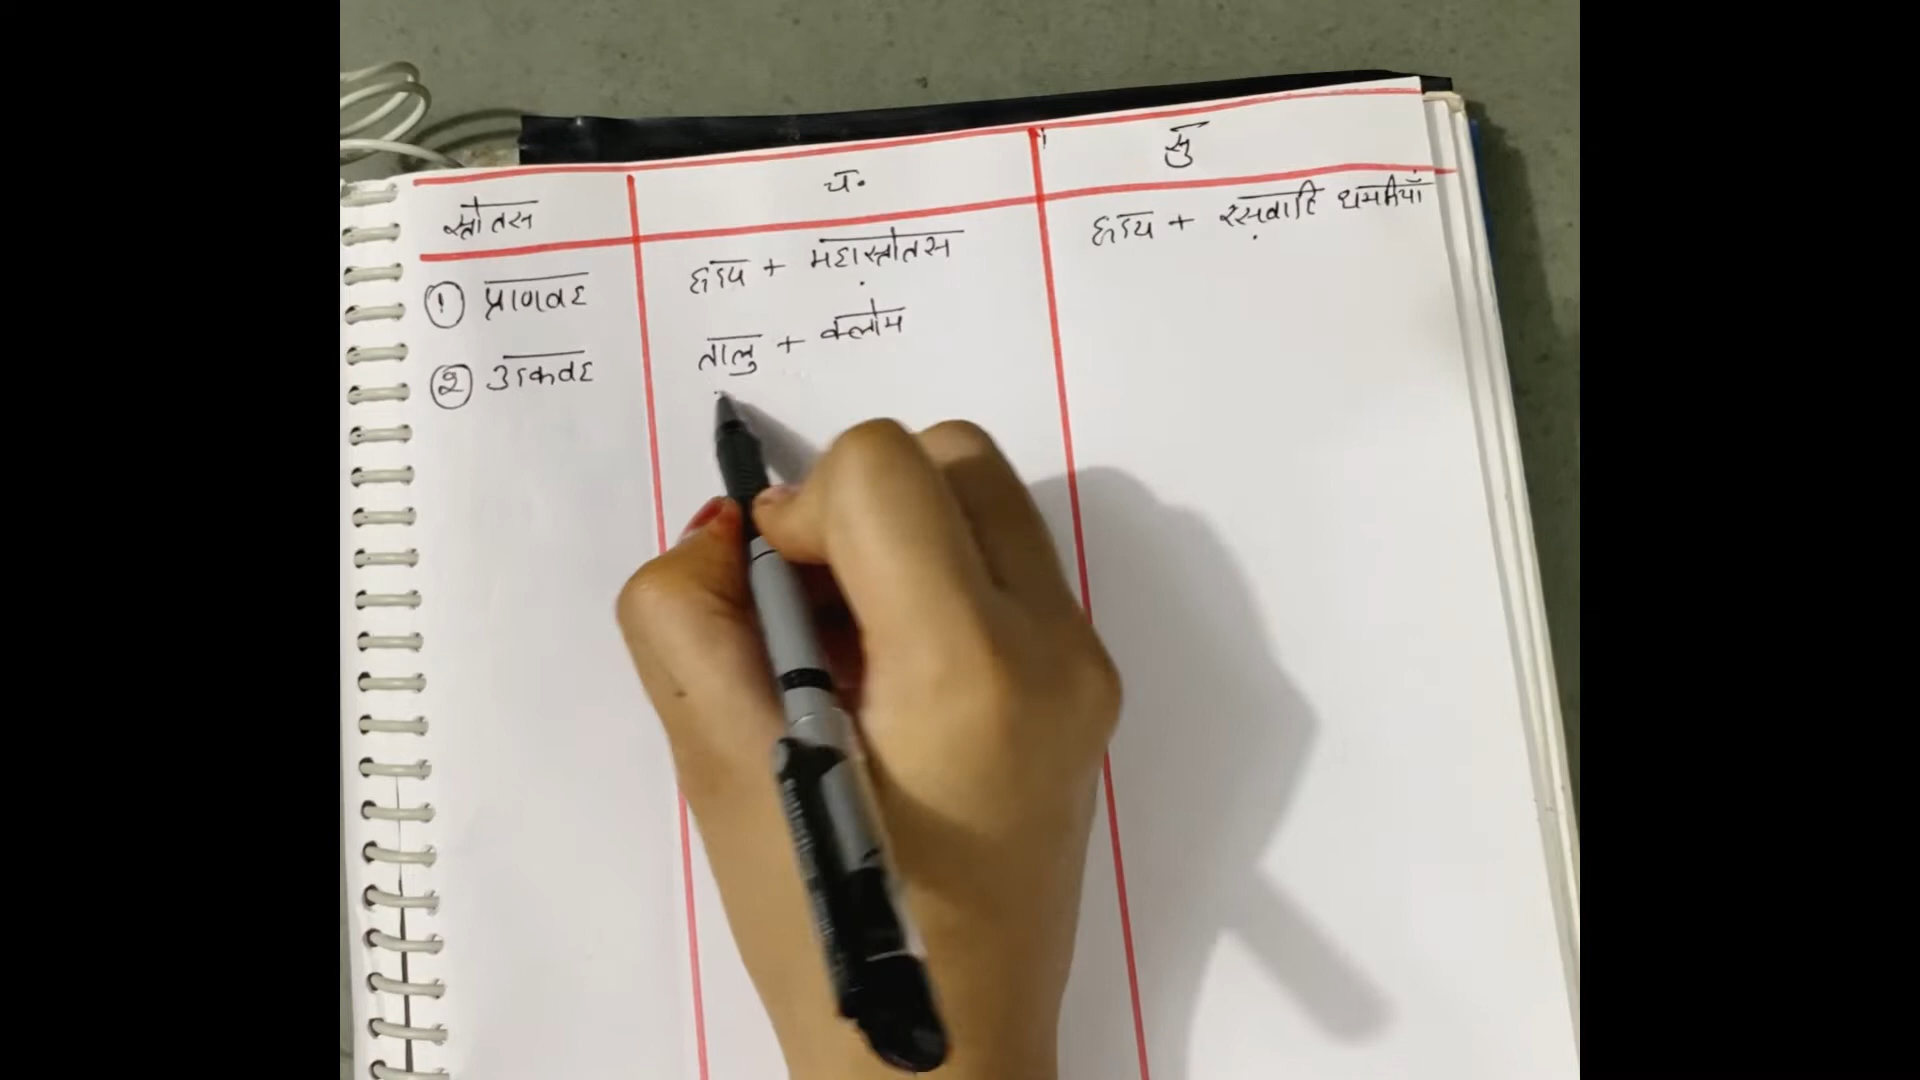 स्त्रोतस च. सु
① प्राणवह हृदय + महास्त्रोतस हृदय + रसवाहि धमनीयाँ
② उदकवह तालु + क्लोम